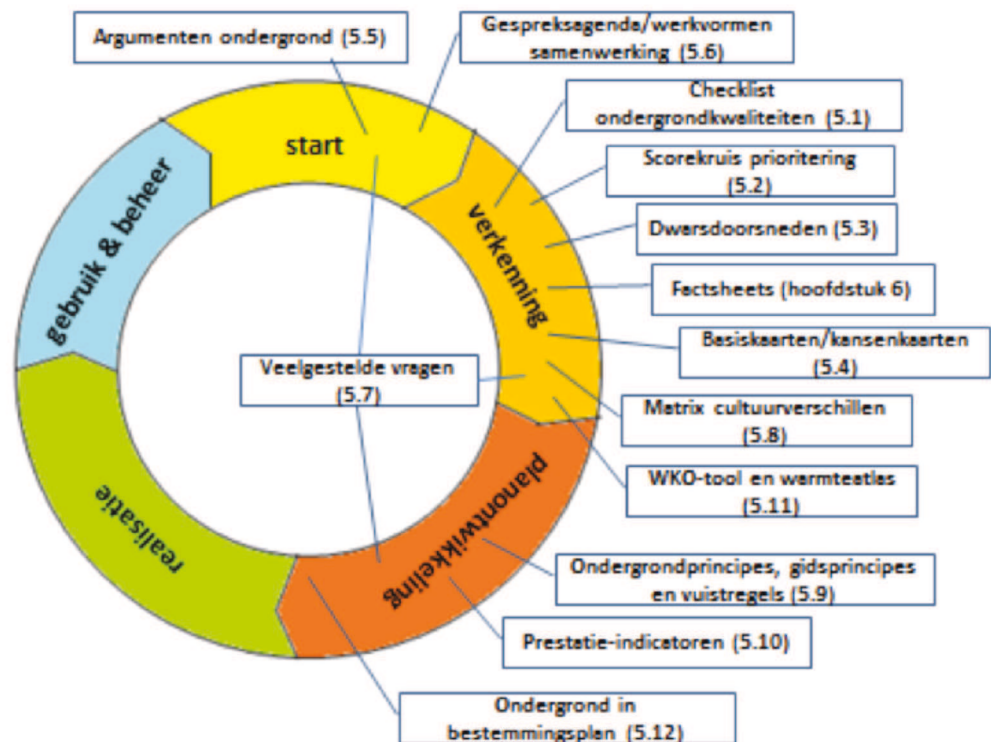 Argumenten ondergrond (5.5)
Gespreksagenda/werkvormen
samenwerking (5.6)
Checklist
ondergrondkwaliteiten (5.1)
Scorekruis prioritering
(5.2)
Dwarsdoorsneden (5.3)
Factsheets (hoofdstuk 6)
Basiskaarten/kansenkaarten
(5.4)
Matrix cultuurverschillen
(5.8)
WKO-tool en warmteatlas
(5.11)
Ondergrondprincipes, gidsprincipes
en vuistregels (5.9)
Prestatie-indicatoren (5.10)
Ondergrond in
bestemmingsplan (5.12)
Veelgestelde vragen
(5.7)
start
verkenning
planontwikkeling
realisatie
gebruik & beheer